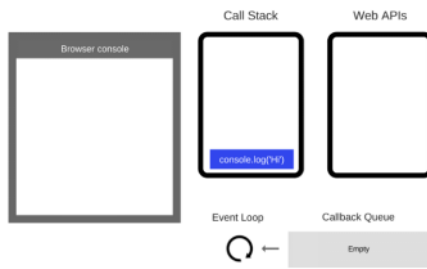 Call Stack
Web APIs
Browser console
console.log('Hi')
Event Loop
Callback Queue
Empty